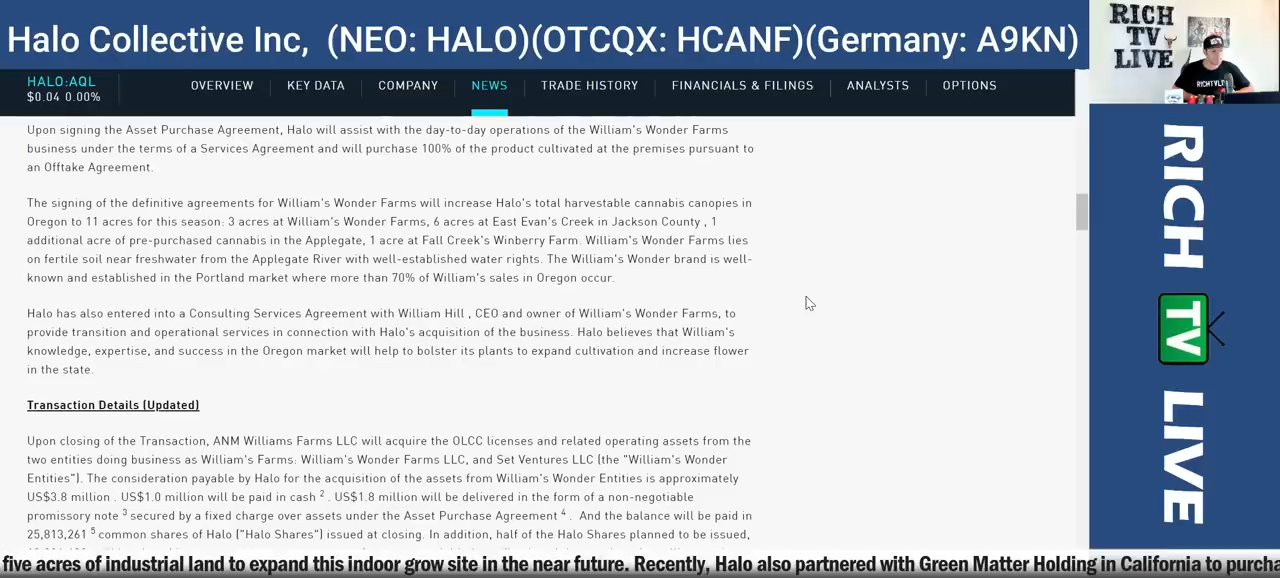 Halo Collective Inc, (NEO: HALO)(OTCQX: HCANF)(Germany: A9KN)
RICH
TV
LIVE
RICHTVLIVE
HALO:AQL
$0.04 0.00%
OVERVIEW
KEY DATA
COMPANY
NEWS
TRADE HISTORY
FINANCIALS & FILINGS
ANALYSTS
OPTIONS
Upon signing the Asset Purchase Agreement, Halo will assist with the day-to-day operations of the William's Wonder Farms
business under the terms of a Services Agreement and will purchase 100% of the product cultivated at the premises pursuant to
an Offtake Agreement.
The signing of the definitive agreements for William's Wonder Farms will increase Halo's total harvestable cannabis canopies in
Oregon to 11 acres for this season: 3 acres at William's Wonder Farms, 6 acres at East Evan's Creek in Jackson County , 1
additional acre of pre-purchased cannabis in the Applegate, 1 acre at Fall Creek's Winberry Farm. William's Wonder Farms lies
on fertile soil near freshwater from the Applegate River with well-established water rights. The William's Wonder brand is well-
known and established in the Portland market where more than 70% of William's sales in Oregon occur.
Halo has also entered into a Consulting Services Agreement with William Hill , CEO and owner of William's Wonder Farms, to
provide transition and operational services in connection with Halo's acquisition of the business. Halo believes that William's
knowledge, expertise, and success in the Oregon market will help to bolster its plants to expand cultivation and increase flower
in the state.
Transaction Details (Updated)
Upon closing of the Transaction, ANM Williams Farms LLC will acquire the OLCC licenses and related operating assets from the
two entities doing business as William's Farms: William's Wonder Farms LLC, and Set Ventures LLC (the "William's Wonder
Entities"). The consideration payable by Halo for the acquisition of the assets from William's Wonder Entities is approximately
US$3.8 million . US$1.0 million will be paid in cash 2 . US$1.8 million will be delivered in the form of a non-negotiable
promissory note 3 secured by a fixed charge over assets under the Asset Purchase Agreement 4 . And the balance will be paid in
25,813,261 5 common shares of Halo ("Halo Shares") issued at closing. In addition, half of the Halo Shares planned to be issued,
RICH
TV
LIVE
five acres of industrial land to expand this indoor grow site in the near future. Recently, Halo also partnered with Green Matter Holding in California to purcha